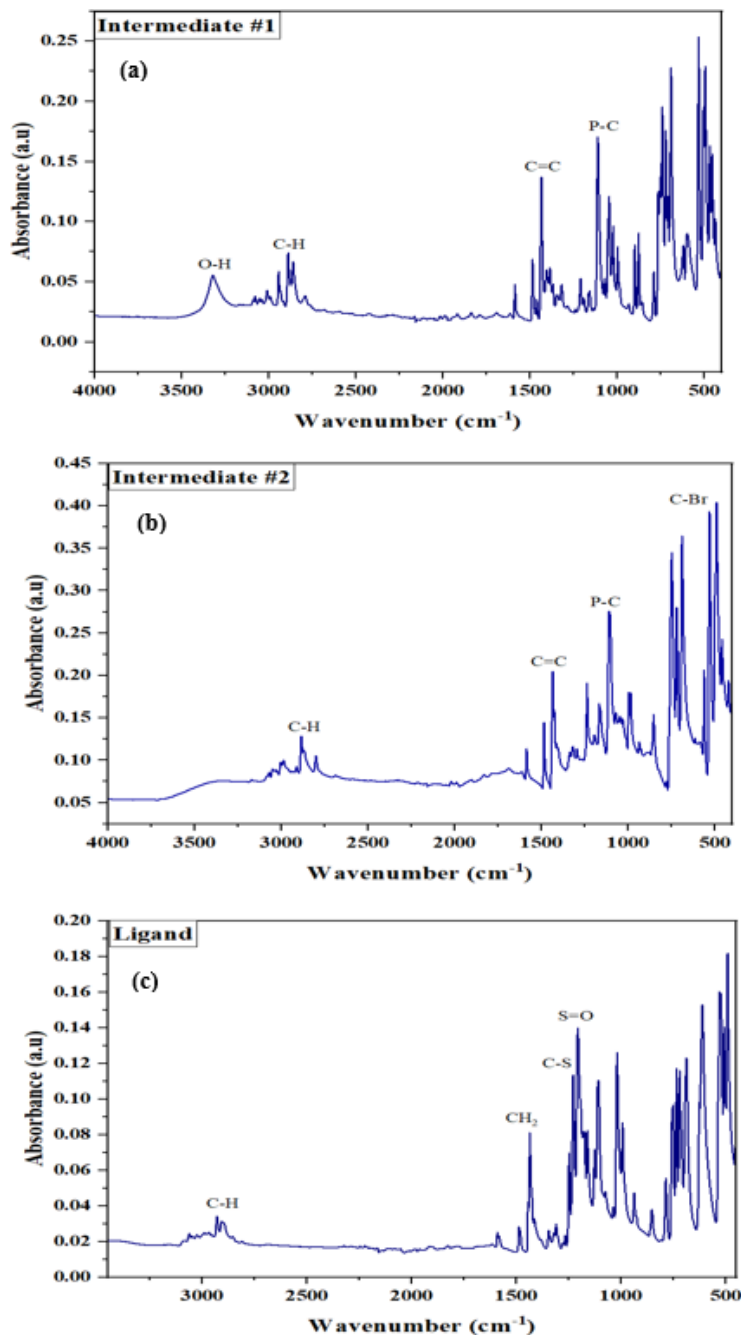 Intermediate #1
(a)
0.25
0.20
0.15
0.10
0.05
0.00
Absorbance (a.u)
O-H
C-H
C=C
P-C
4000 3500 3000 2500 2000 1500 1000 500
Wavenumber (cm⁻¹)
Intermediate #2
(b)
0.45
0.40
0.35
0.30
0.25
0.20
0.15
0.10
0.05
Absorbance (a.u)
C-H
C=C
P-C
C-Br
4000 3500 3000 2500 2000 1500 1000 500
Wavenumber (cm⁻¹)
Ligand
(c)
0.20
0.18
0.16
0.14
0.12
0.10
0.08
0.06
0.04
0.02
0.00
Absorbance (a.u)
C-H
CH₂
C-S
S=O
3000 2500 2000 1500 1000 500
Wavenumber (cm⁻¹)